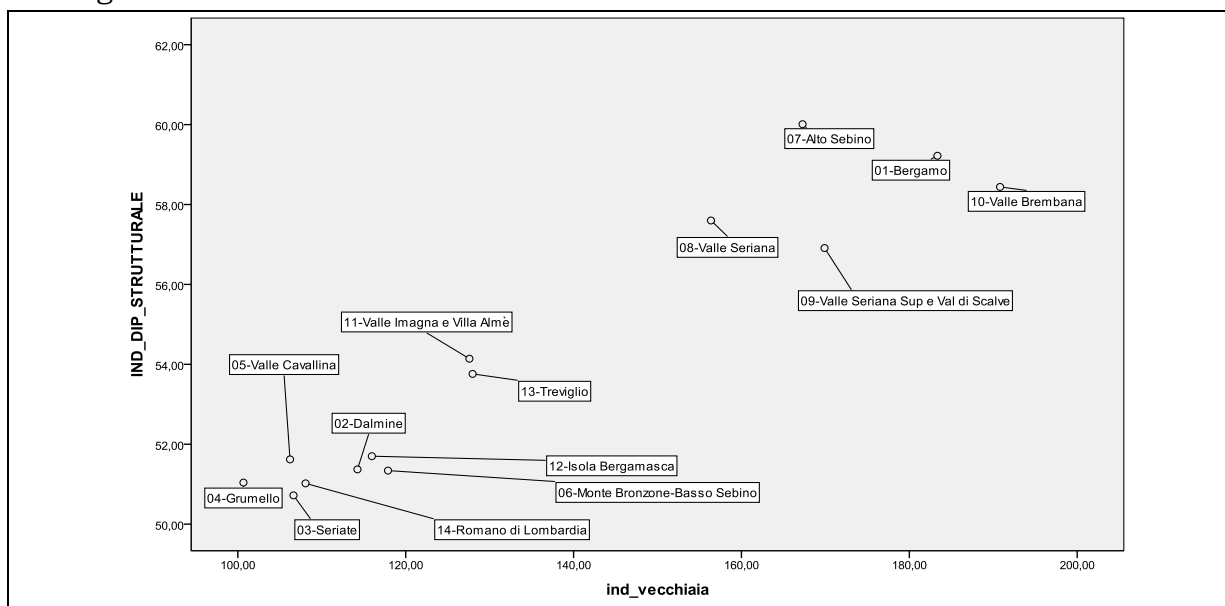 62,00
60,00
07-Alto Sebino
01-Bergamo
58,00
10-Valle Brembana
08-Valle Seriana
56,00
09-Valle Seriana Sup e Val di Scalve
11-Valle Imagna e Villa Almè
IND_DIP_STRUTTURALE
54,00
05-Valle Cavallina
13-Treviglio
02-Dalmine
52,00
12-Isola Bergamasca
06-Monte Bronzone-Basso Sebino
04-Grumello
03-Seriate
14-Romano di Lombardia
50,00
100,00 120,00 140,00 160,00 180,00 200,00
ind_vecchiaia